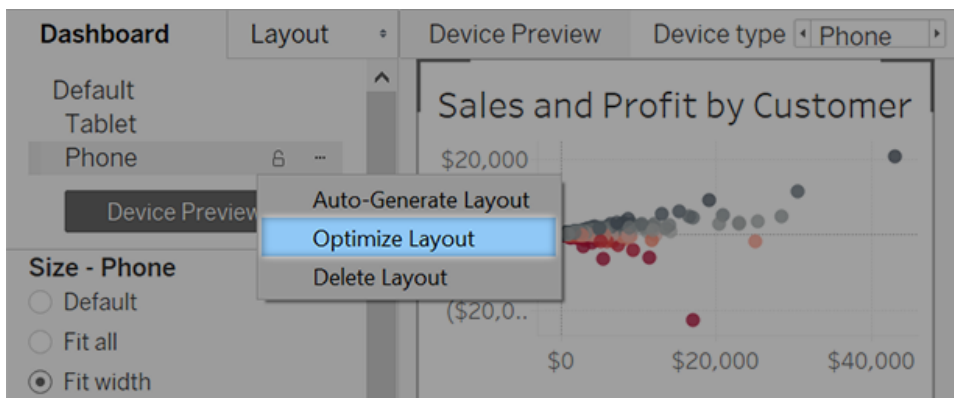 Dashboard
Layout
Device Preview
Device type
Phone
Default
Tablet
Phone
Device Preview
Auto-Generate Layout
Optimize Layout
Delete Layout
Size - Phone
Default
Fit all
Fit width
Sales and Profit by Customer
$20,000
($20,0..
$0
$20,000
$40,000